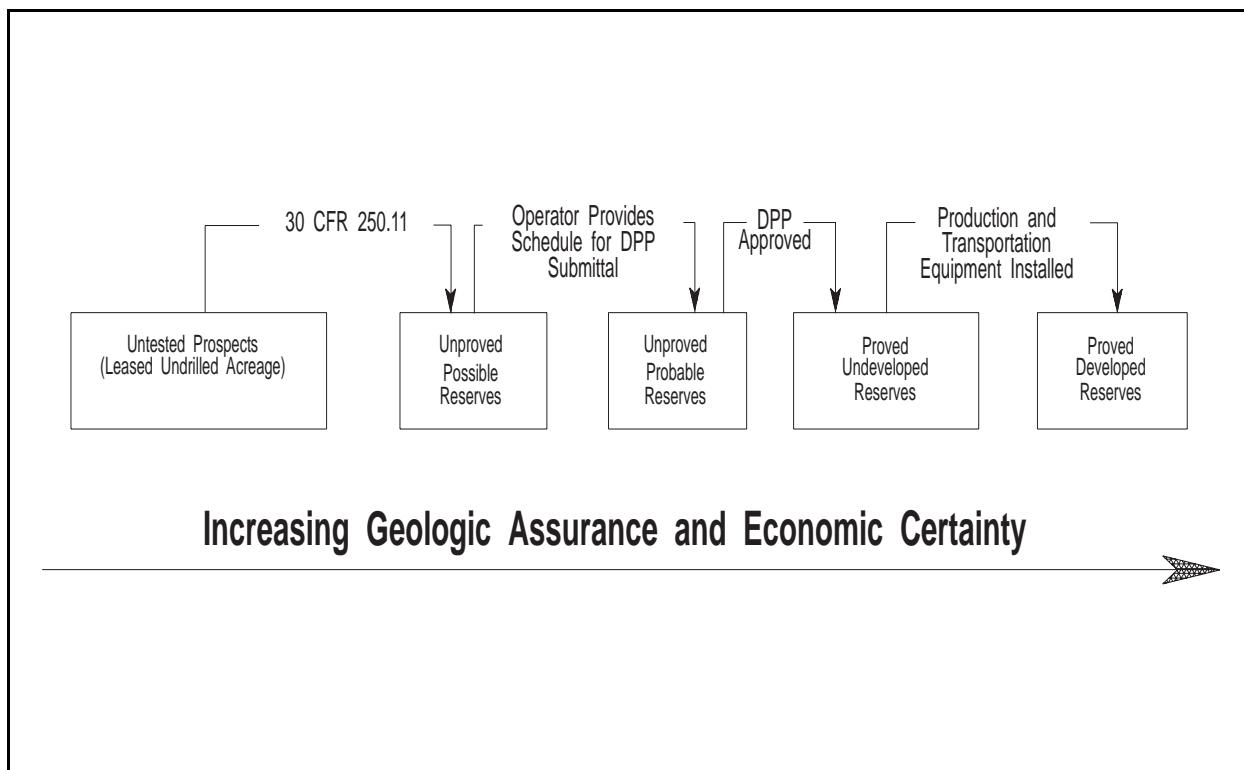 30 CFR 250.11
Operator Provides
Schedule for DPP
Submittal
DPP
Approved
Production and
Transportation
Equipment Installed
Untested Prospects
(Leased Undrilled Acreage)
Unproved
Possible
Reserves
Unproved
Probable
Reserves
Proved
Undeveloped
Reserves
Proved
Developed
Reserves
Increasing Geologic Assurance and Economic Certainty